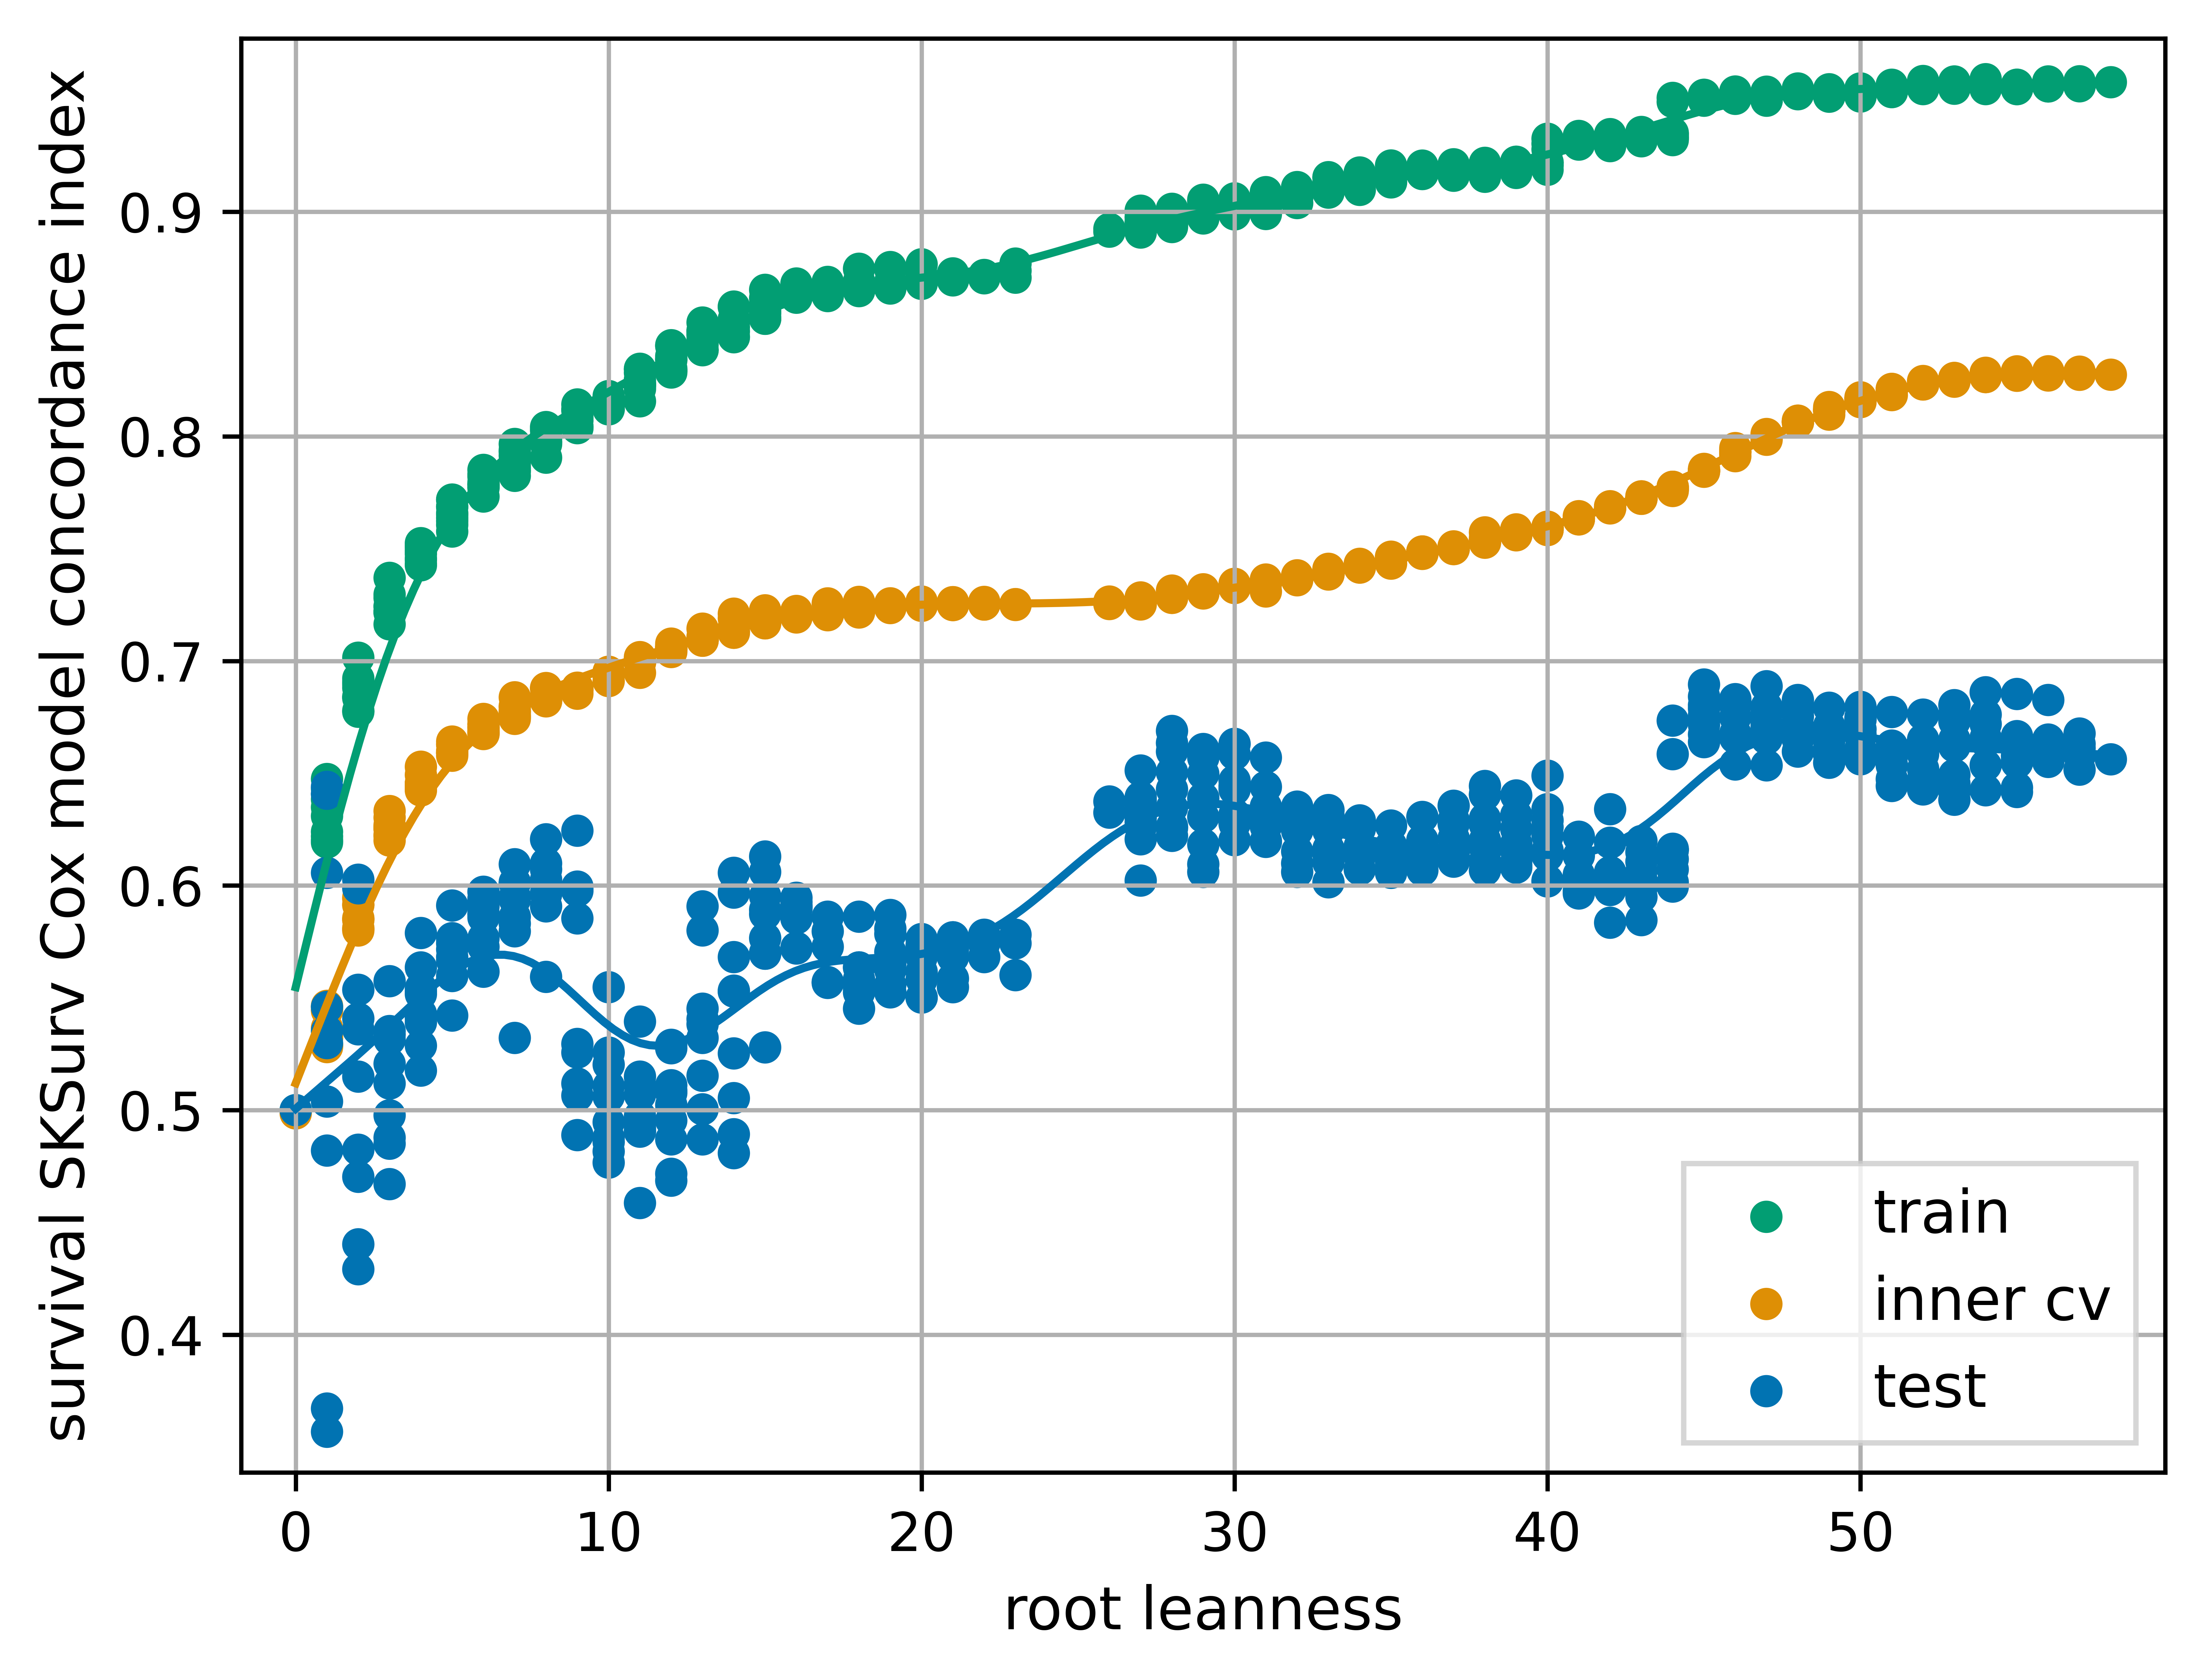 survival SKSurv Cox model concordance index
0.9
0.8
0.7
0.6
0.5
0.4
0 10 20 30 40 50
root leanness
train
inner cv
test